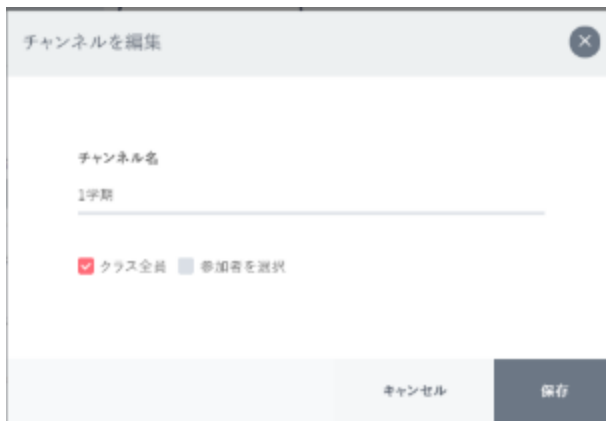 チャンネルを編集
チャンネル名
1学期
クラス全員 参加者を選択
キャンセル 保存